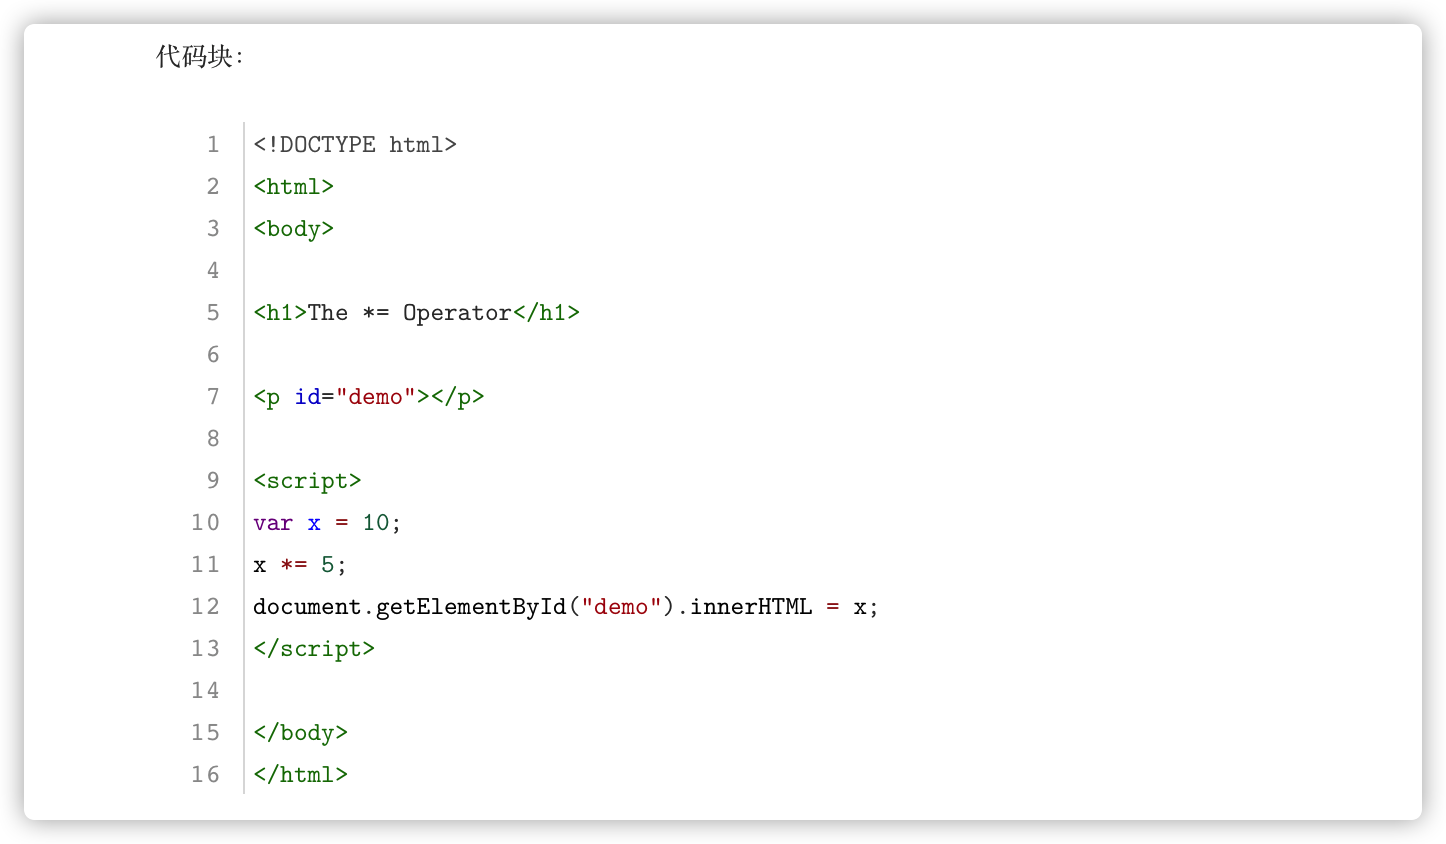 代码块：
1 <!DOCTYPE html>
2 <html>
3 <body>
4
5 <h1>The *= Operator</h1>
6
7 <p id="demo"></p>
8
9 <script>
10 var x = 10;
11 x *= 5;
12 document.getElementById("demo").innerHTML = x;
13 </script>
14
15 </body>
16 </html>